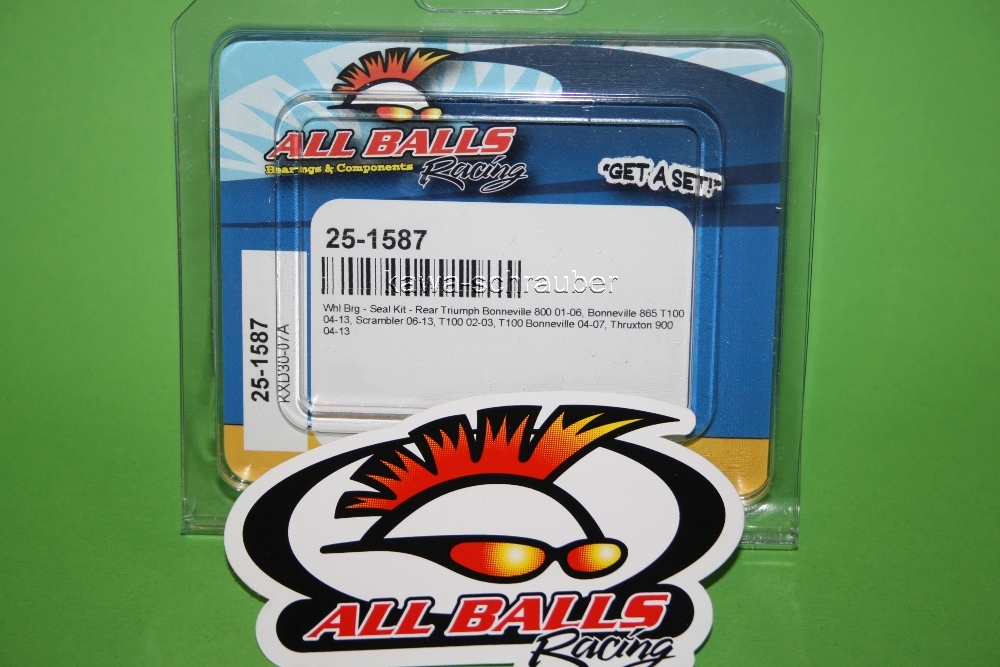 ALL BALLS
Bearings & Components
Racing
"GET A SET!"
25-1587
kawa-schrauber
Whl Brg - Seal Kit - Rear Triumph Bonneville 800 01-06, Bonneville 865 T100
04-13, Scrambler 06-13, T100 02-03, T100 Bonneville 04-07, Thruxton 900
04-13
25-1587
KXD30-07A
ALL BALLS
Racing